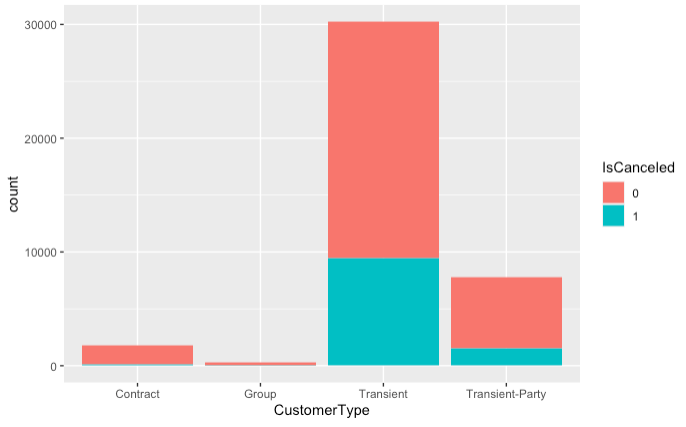 30000
20000
10000
0
count
Contract Group Transient Transient-Party
CustomerType
IsCanceled
0
1